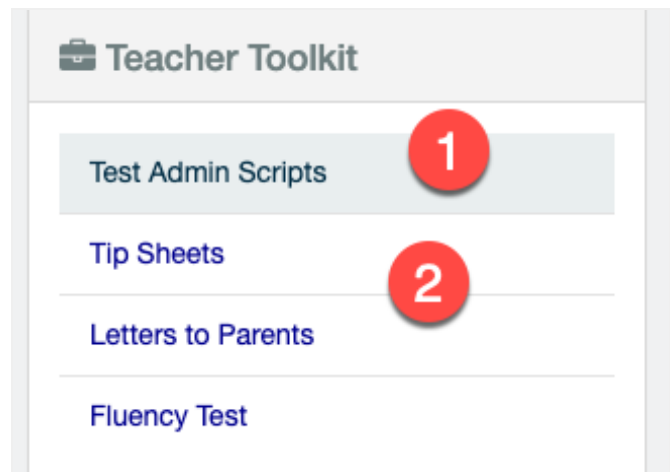 Teacher Toolkit
1
Test Admin Scripts
Tip Sheets
2
Letters to Parents
Fluency Test